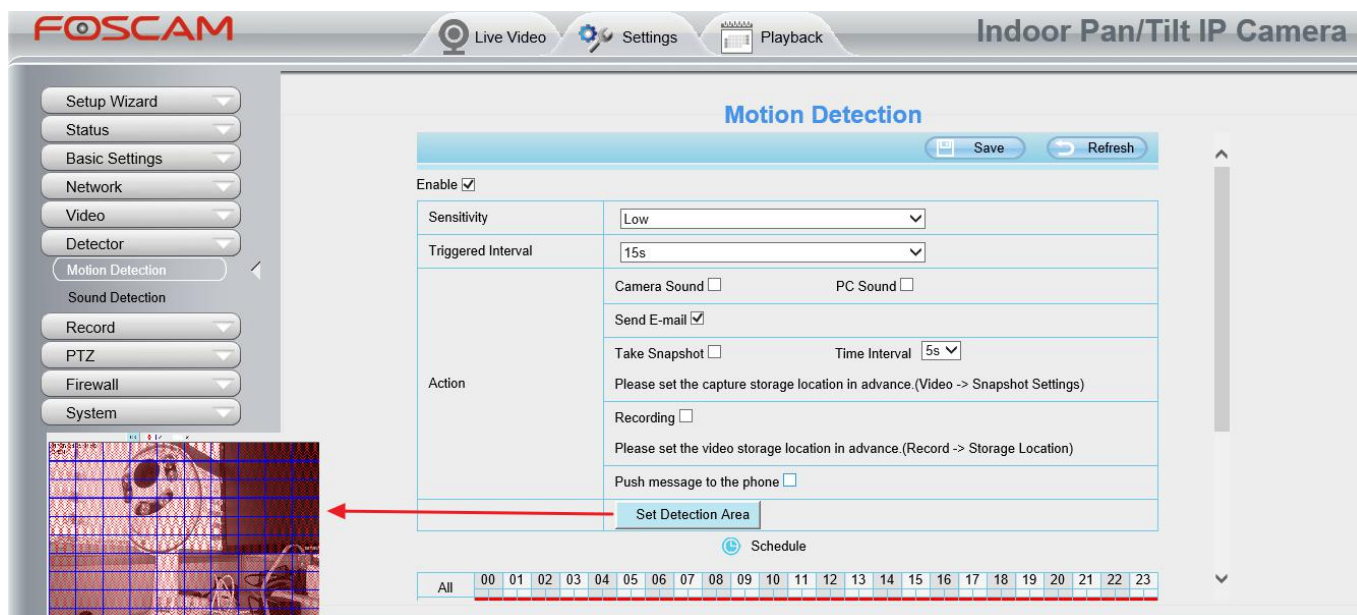 FOSCAM
Live Video
Settings
Playback
Indoor Pan/Tilt IP Camera
Setup Wizard
Status
Basic Settings
Network
Video
Detector
Motion Detection
Sound Detection
Record
PTZ
Firewall
System
Motion Detection
Save
Refresh
Enable
Sensitivity
Low
Triggered Interval
15s
Action
Camera Sound
PC Sound
Send E-mail
Take Snapshot
Time Interval
5s
Please set the capture storage location in advance.(Video -> Snapshot Settings)
Recording
Please set the video storage location in advance.(Record -> Storage Location)
Push message to the phone
Set Detection Area
Schedule
All 00 01 02 03 04 05 06 07 08 09 10 11 12 13 14 15 16 17 18 19 20 21 22 23